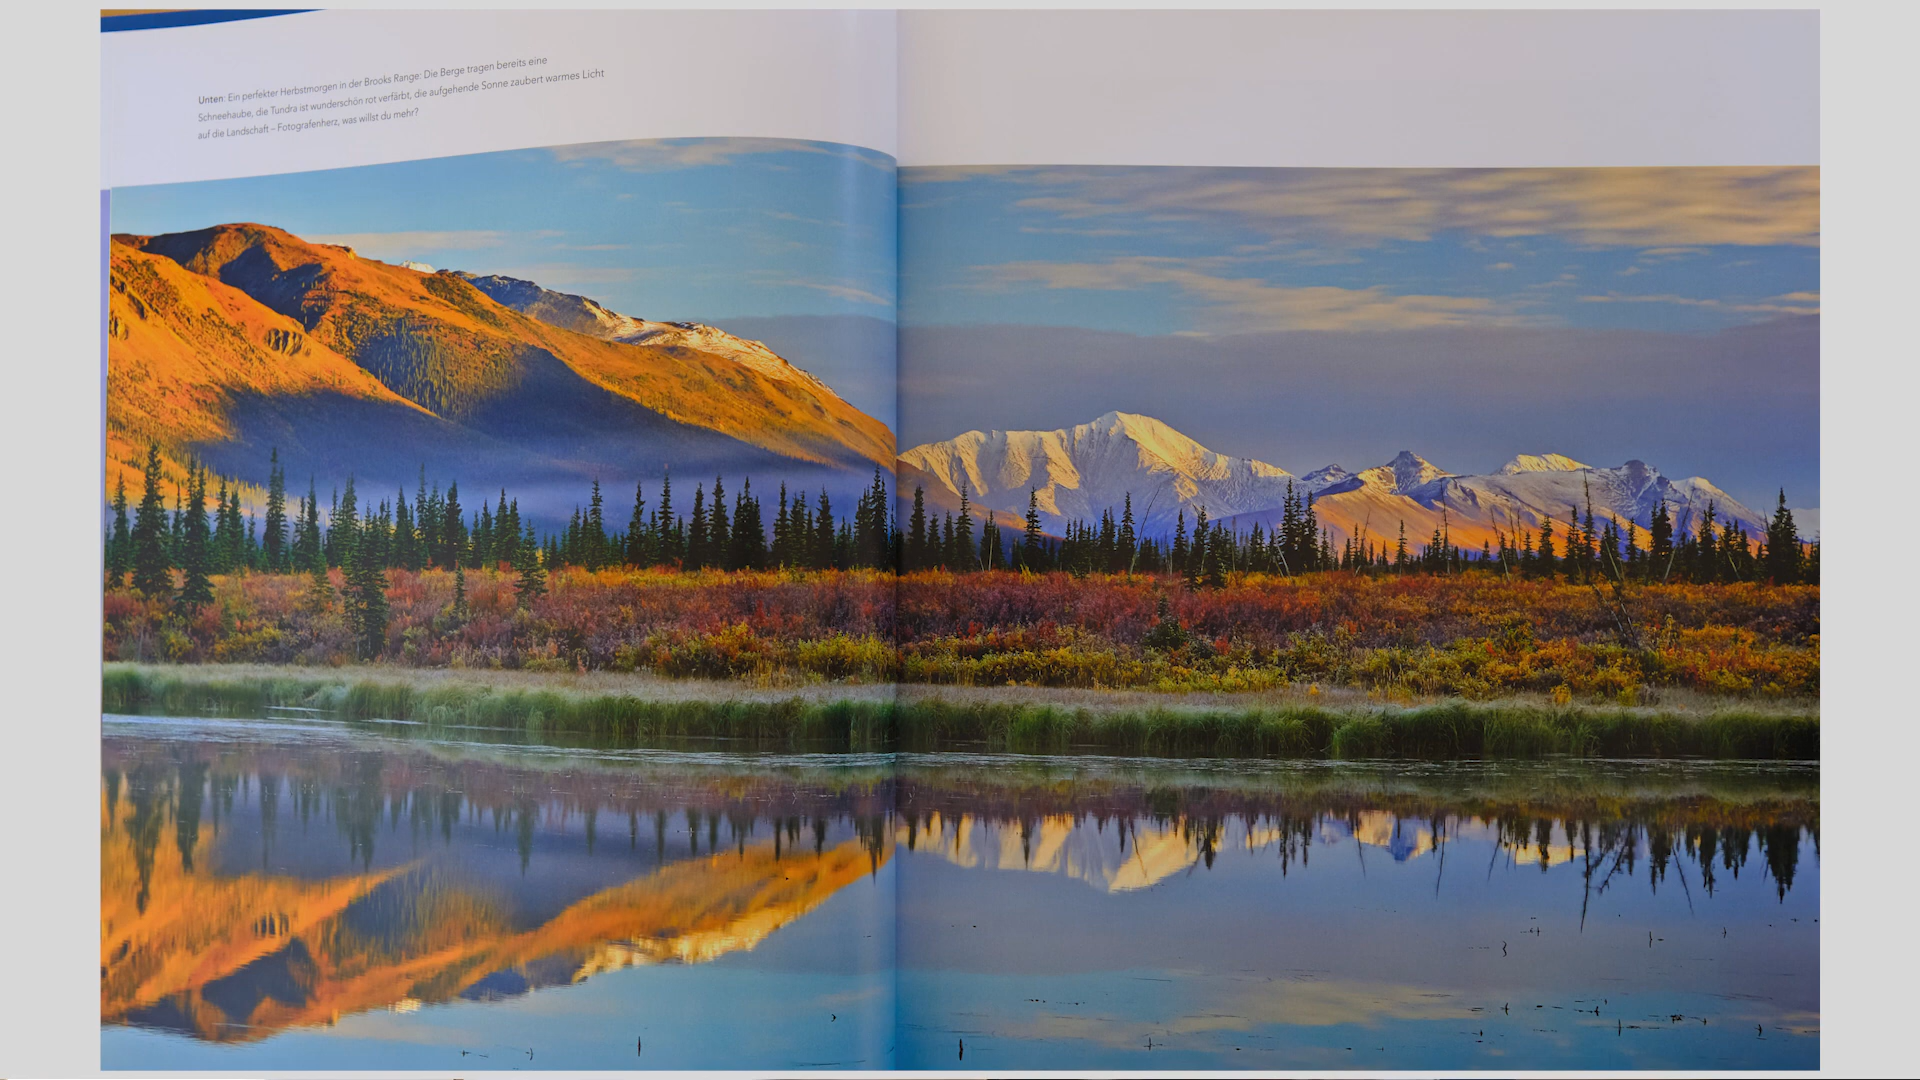 Unten: Ein perfekter Herbstmorgen in der Brooks Range: Die Berge tragen bereits eine
Schneehaube, die Tundra ist wunderschön rot verfärbt, die aufgehende Sonne zaubert warmes Licht
auf die Landschaft – Fotografenherz, was willst du mehr?